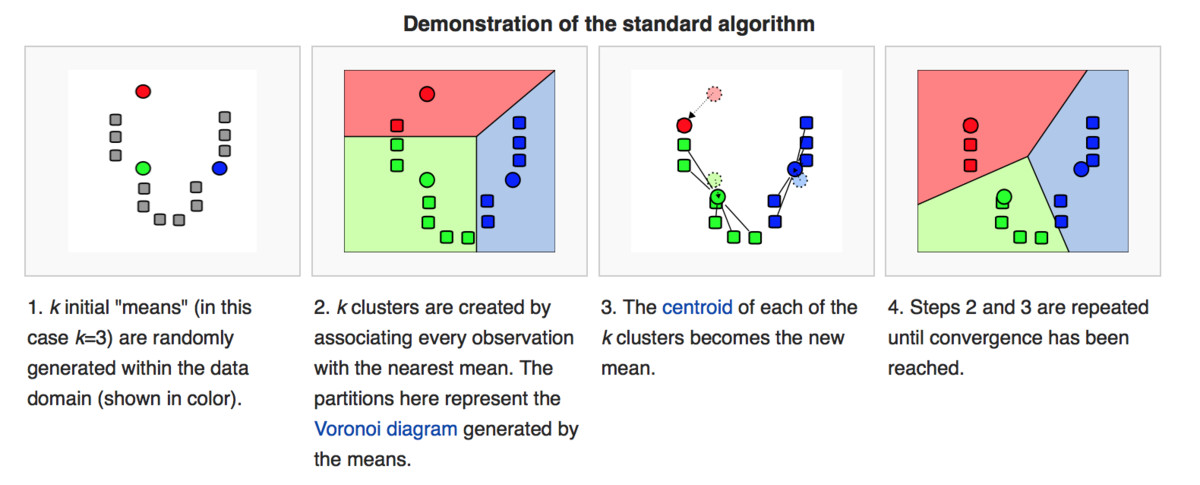 Demonstration of the standard algorithm
1. k initial "means" (in this
case k=3) are randomly
generated within the data
domain (shown in color).
2. k clusters are created by
associating every observation
with the nearest mean. The
partitions here represent the
Voronoi diagram generated by
the means.
3. The centroid of each of the
k clusters becomes the new
mean.
4. Steps 2 and 3 are repeated
until convergence has been
reached.